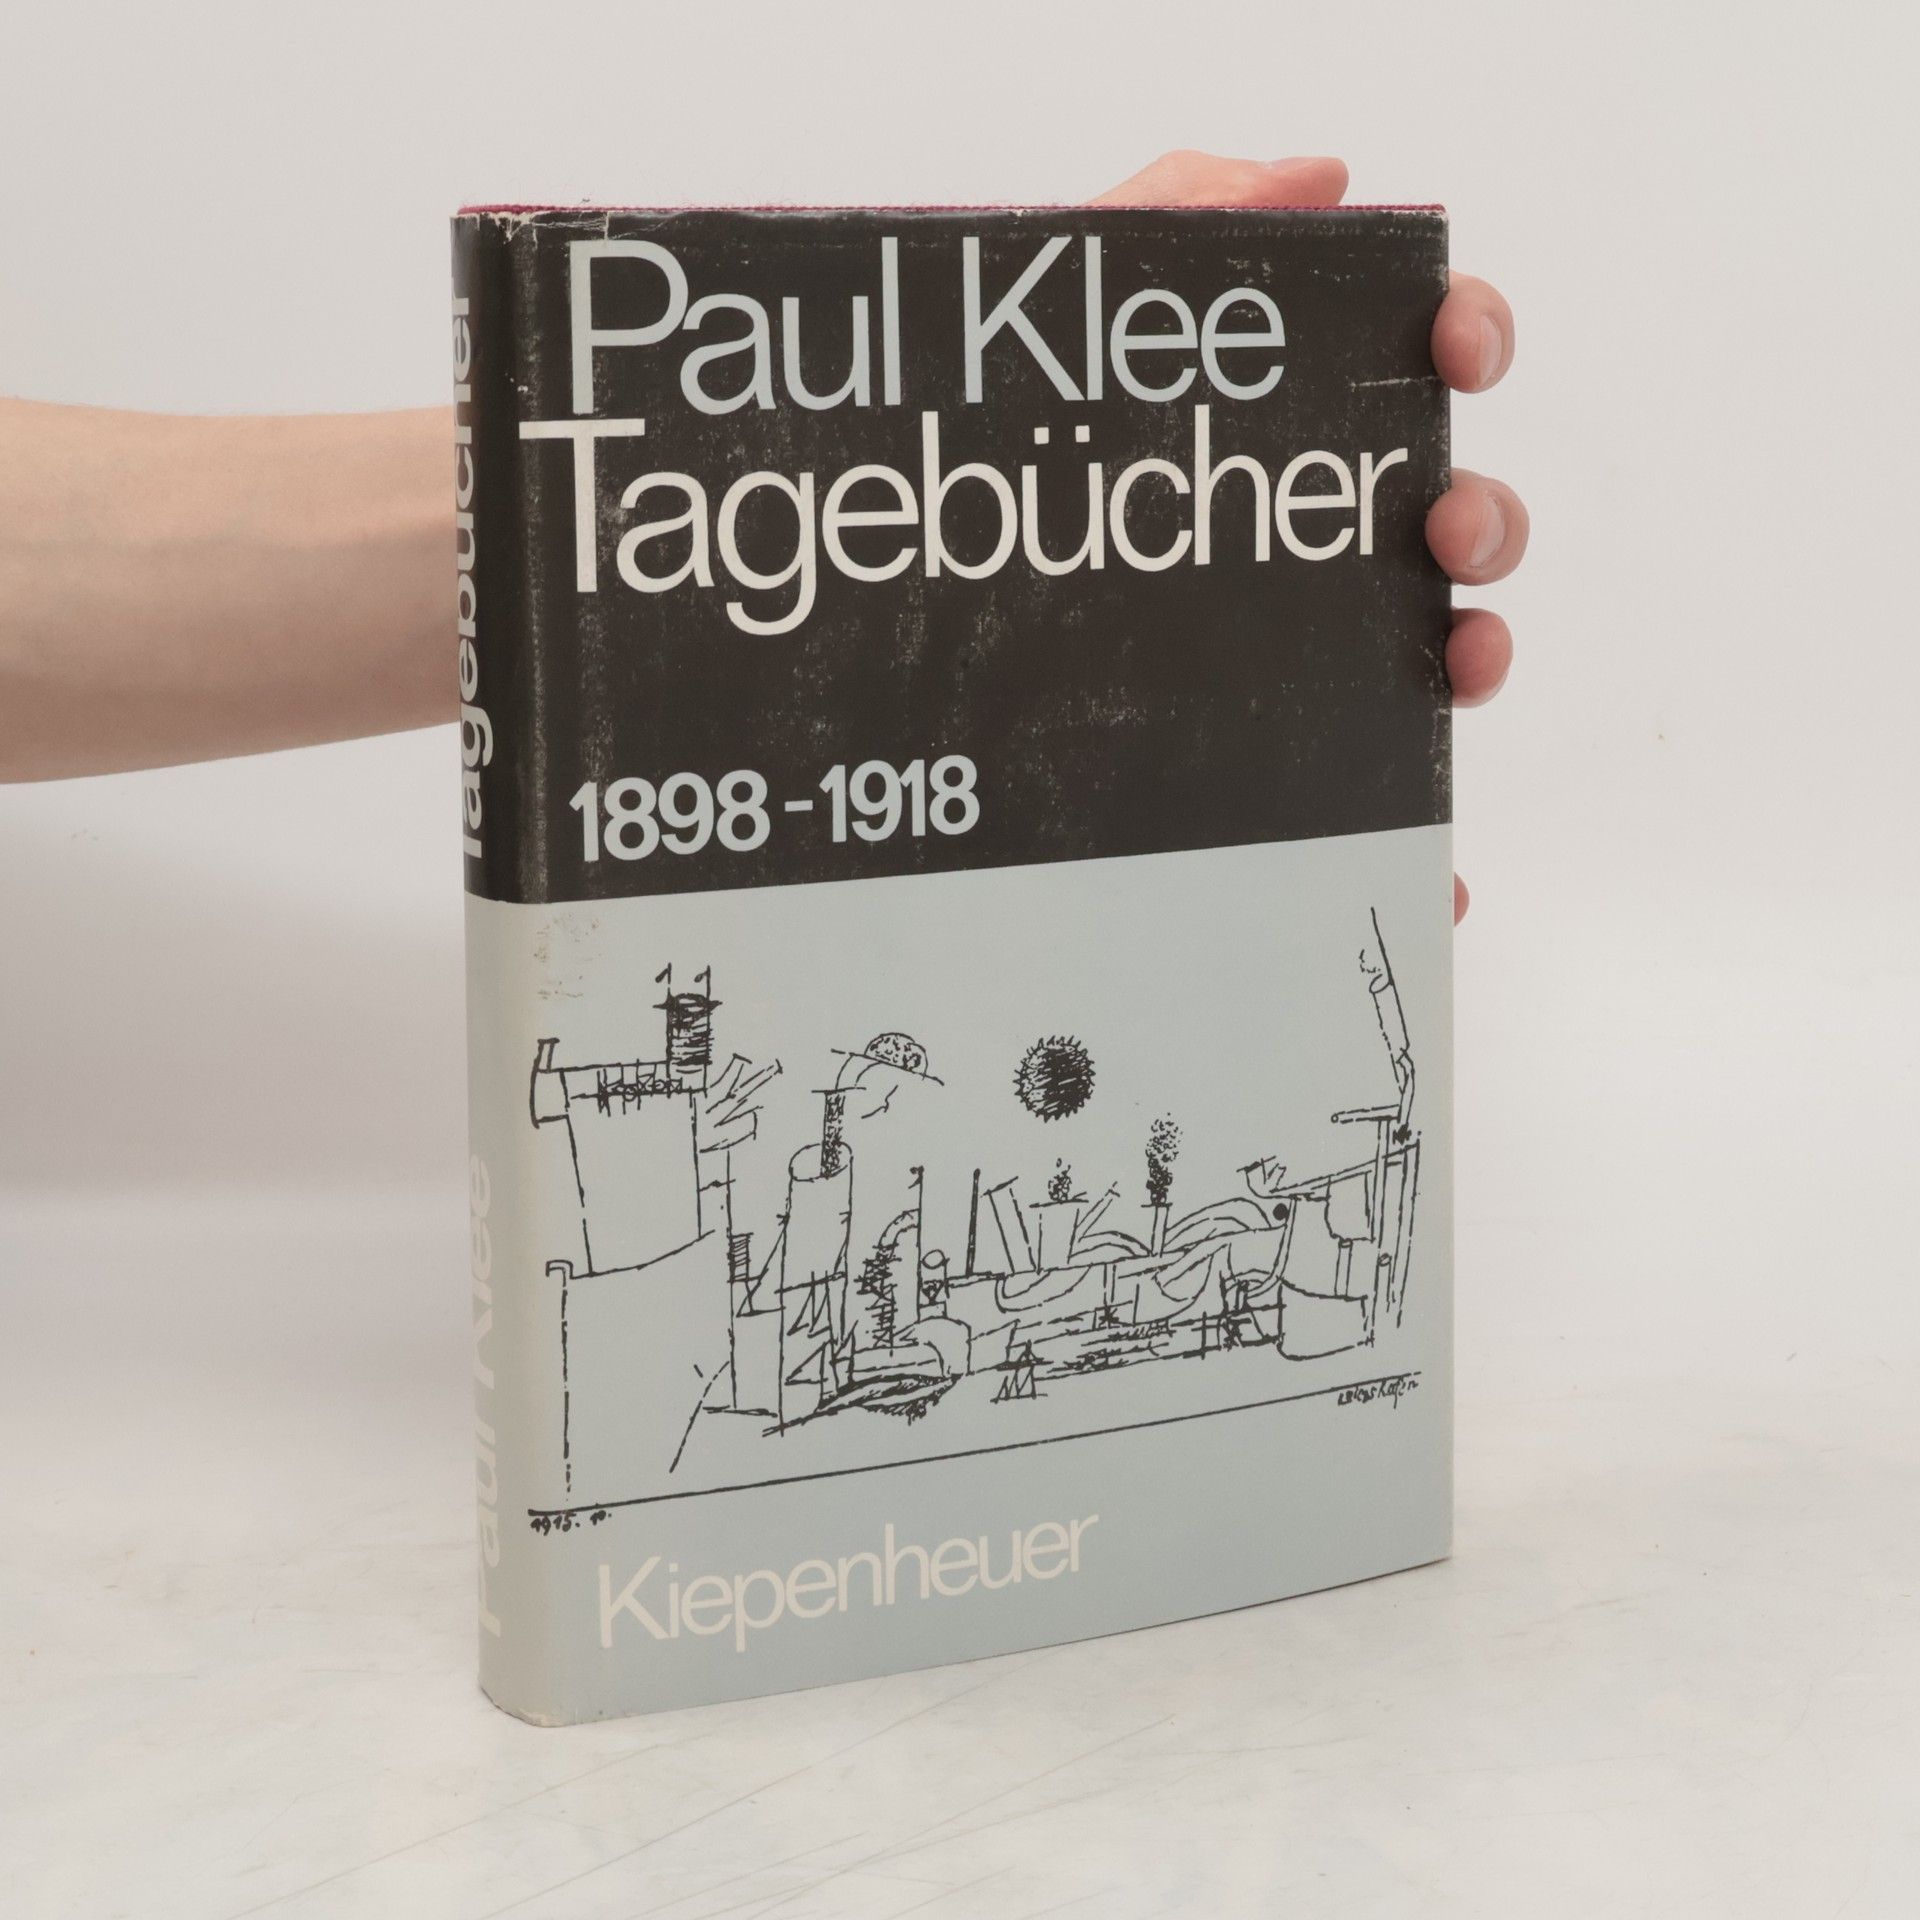 Paul Klee
Tagebücher
1898-1918
1915. 10.
Kiepenheuer
Paul Klee Tagebücher